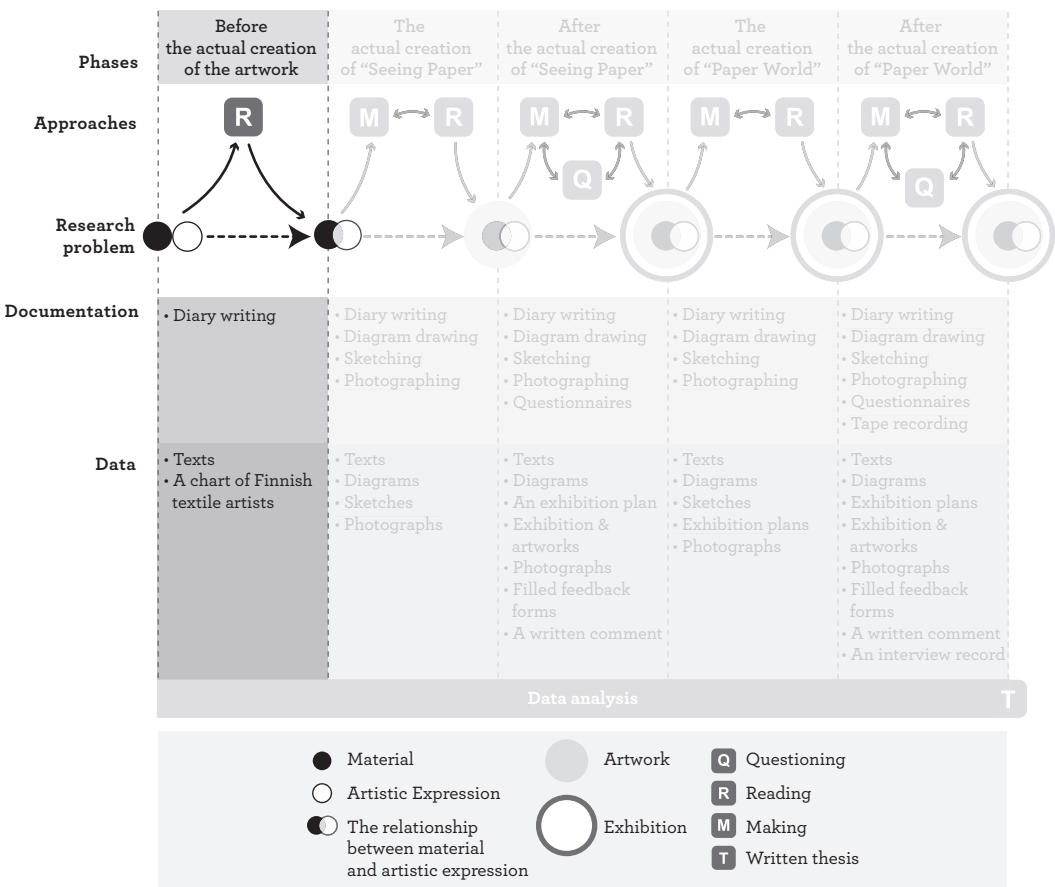 Phases
Before
the actual creation
of the artwork
The
actual creation
of “Seeing Paper”
After
the actual creation
of “Seeing Paper”
The
actual creation
of “Paper World”
After
the actual creation
of “Paper World”
Approaches
R
M
R
M
R
Q
M
R
M
R
Q
Research
problem
Documentation
• Diary writing
• Diary writing
• Diagram drawing
• Sketching
• Photographing
• Diary writing
• Diagram drawing
• Sketching
• Photographing
• Questionnaires
• Diary writing
• Diagram drawing
• Sketching
• Photographing
• Diary writing
• Diagram drawing
• Sketching
• Photographing
• Questionnaires
• Tape recording
Data
• Texts
• A chart of Finnish
textile artists
• Texts
• Diagrams
• Sketches
• Photographs
• Texts
• Diagrams
• An exhibition plan
• Exhibition &
artworks
• Photographs
• Filled feedback
forms
• A written comment
• Texts
• Diagrams
• Sketches
• Exhibition plans
• Photographs
• Texts
• Diagrams
• Exhibition plans
• Exhibition &
artworks
• Photographs
• Filled feedback
forms
• A written comment
• An interview record
Data analysis
T
Material
Artistic Expression
The relationship
between material
and artistic expression
Artwork
Exhibition
Q Questioning
R Reading
M Making
T Written thesis